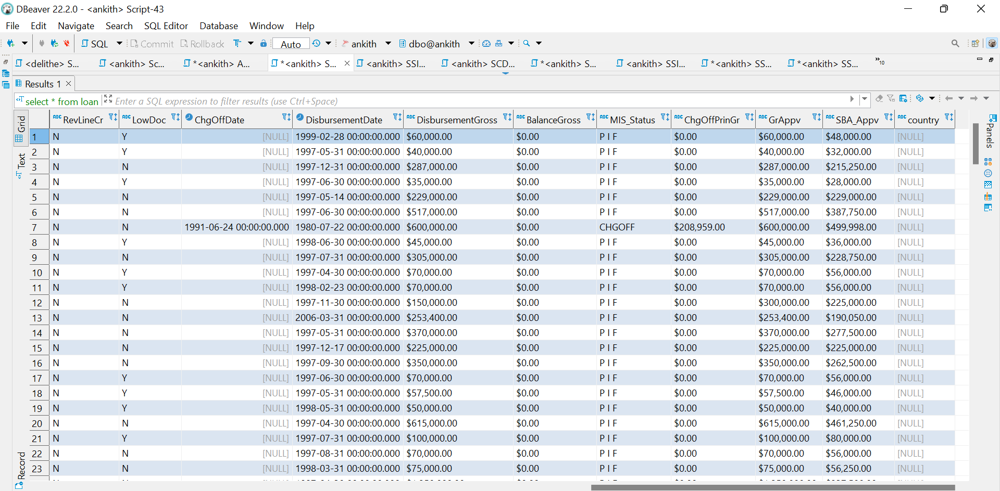 DBeaver 22.2.0 - <ankith> Script-43
File Edit Navigate Search SQL Editor Database Window Help
SQL Commit Rollback Auto ankith dbo@ankith
<delithe> S... <ankith> Sc... *<ankith> A... *<ankith> S... <ankith> SSI... <ankith> SCD... *<ankith> S... <ankith> SSI... *<ankith> SS... *<ankith> SS... »10
Results 1
select * from loan Enter a SQL expression to filter results (use Ctrl+Space)
Grid
Text
Record
Panels
ABC RevLineCr ABC LowDoc ChgOffDate DisbursementDate ABC DisbursementGross ABC BalanceGross ABC MIS_Status ABC ChgOffPrinGr ABC GrAppv ABC SBA_Appv ABC country
1 N Y [NULL] 1999-02-28 00:00:00.000 $60,000.00 $0.00 P I F $0.00 $60,000.00 $48,000.00 [NULL]
2 N Y [NULL] 1997-05-31 00:00:00.000 $40,000.00 $0.00 P I F $0.00 $40,000.00 $32,000.00 [NULL]
3 N N [NULL] 1997-12-31 00:00:00.000 $287,000.00 $0.00 P I F $0.00 $287,000.00 $215,250.00 [NULL]
4 N Y [NULL] 1997-06-30 00:00:00.000 $35,000.00 $0.00 P I F $0.00 $35,000.00 $28,000.00 [NULL]
5 N N [NULL] 1997-05-14 00:00:00.000 $229,000.00 $0.00 P I F $0.00 $229,000.00 $229,000.00 [NULL]
6 N N [NULL] 1997-06-30 00:00:00.000 $517,000.00 $0.00 P I F $0.00 $517,000.00 $387,750.00 [NULL]
7 N N 1991-06-24 00:00:00.000 1980-07-22 00:00:00.000 $600,000.00 $0.00 CHGOFF $208,959.00 $600,000.00 $499,998.00 [NULL]
8 N Y [NULL] 1998-06-30 00:00:00.000 $45,000.00 $0.00 P I F $0.00 $45,000.00 $36,000.00 [NULL]
9 N N [NULL] 1997-07-31 00:00:00.000 $305,000.00 $0.00 P I F $0.00 $305,000.00 $228,750.00 [NULL]
10 N Y [NULL] 1997-04-30 00:00:00.000 $70,000.00 $0.00 P I F $0.00 $70,000.00 $56,000.00 [NULL]
11 N Y [NULL] 1998-02-23 00:00:00.000 $70,000.00 $0.00 P I F $0.00 $70,000.00 $56,000.00 [NULL]
12 N N [NULL] 1997-11-30 00:00:00.000 $150,000.00 $0.00 P I F $0.00 $300,000.00 $225,000.00 [NULL]
13 N N [NULL] 2006-03-31 00:00:00.000 $253,400.00 $0.00 P I F $0.00 $253,400.00 $190,050.00 [NULL]
14 N N [NULL] 1997-05-31 00:00:00.000 $370,000.00 $0.00 P I F $0.00 $370,000.00 $277,500.00 [NULL]
15 N N [NULL] 1997-12-17 00:00:00.000 $225,000.00 $0.00 P I F $0.00 $225,000.00 $225,000.00 [NULL]
16 N N [NULL] 1997-09-30 00:00:00.000 $350,000.00 $0.00 P I F $0.00 $350,000.00 $262,500.00 [NULL]
17 N Y [NULL] 1997-06-30 00:00:00.000 $70,000.00 $0.00 P I F $0.00 $70,000.00 $56,000.00 [NULL]
18 N Y [NULL] 1997-05-31 00:00:00.000 $57,500.00 $0.00 P I F $0.00 $57,500.00 $46,000.00 [NULL]
19 N Y [NULL] 1998-05-31 00:00:00.000 $50,000.00 $0.00 P I F $0.00 $50,000.00 $40,000.00 [NULL]
20 N N [NULL] 1997-04-30 00:00:00.000 $615,000.00 $0.00 P I F $0.00 $615,000.00 $461,250.00 [NULL]
21 N Y [NULL] 1997-07-31 00:00:00.000 $100,000.00 $0.00 P I F $0.00 $100,000.00 $80,000.00 [NULL]
22 N N [NULL] 1997-08-31 00:00:00.000 $70,000.00 $0.00 P I F $0.00 $70,000.00 $56,000.00 [NULL]
23 N N [NULL] 1998-03-31 00:00:00.000 $75,000.00 $0.00 P I F $0.00 $75,000.00 $56,250.00 [NULL]